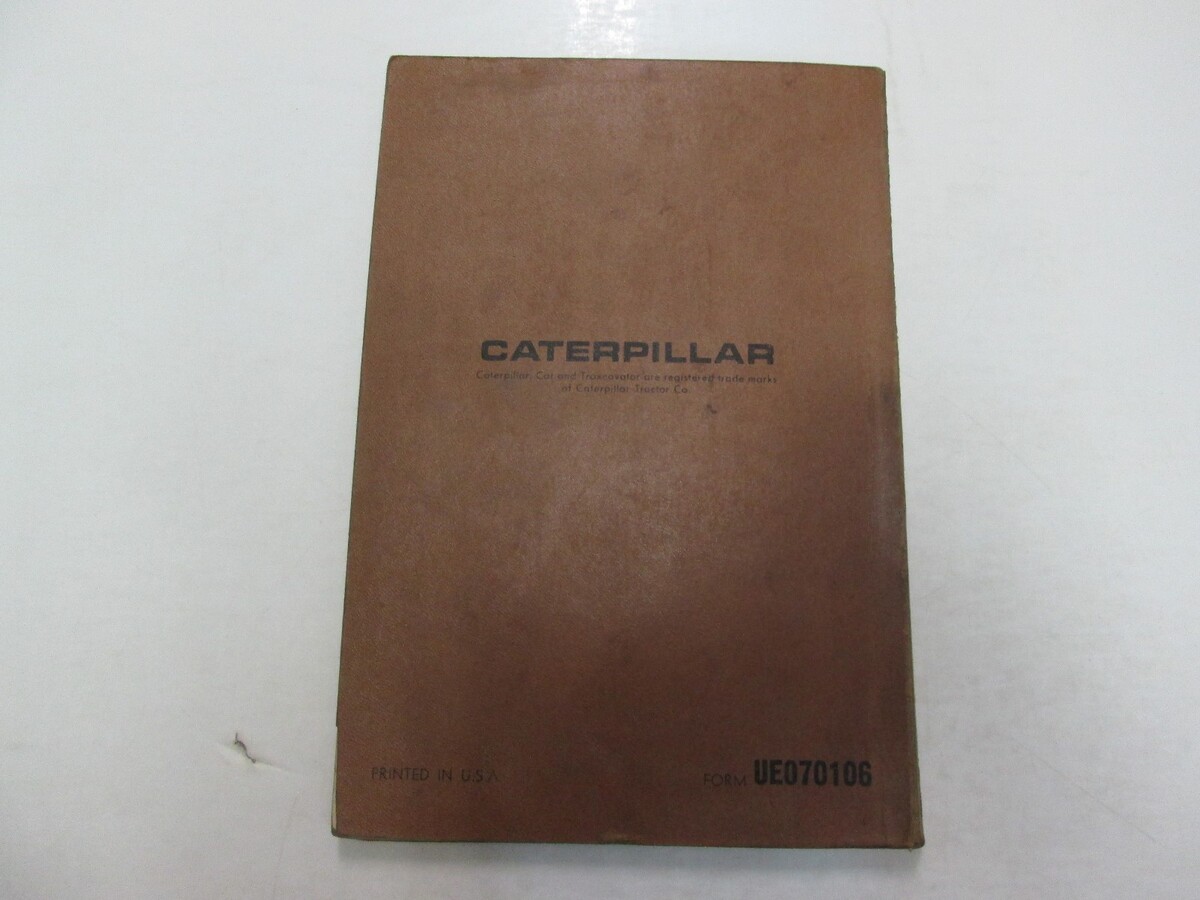 CATERPILLAR
Caterpillar, Cat and Traxcavator are registered trade marks
of Caterpillar Tractor Co.
PRINTED IN U.S.A.
FORM UE070106